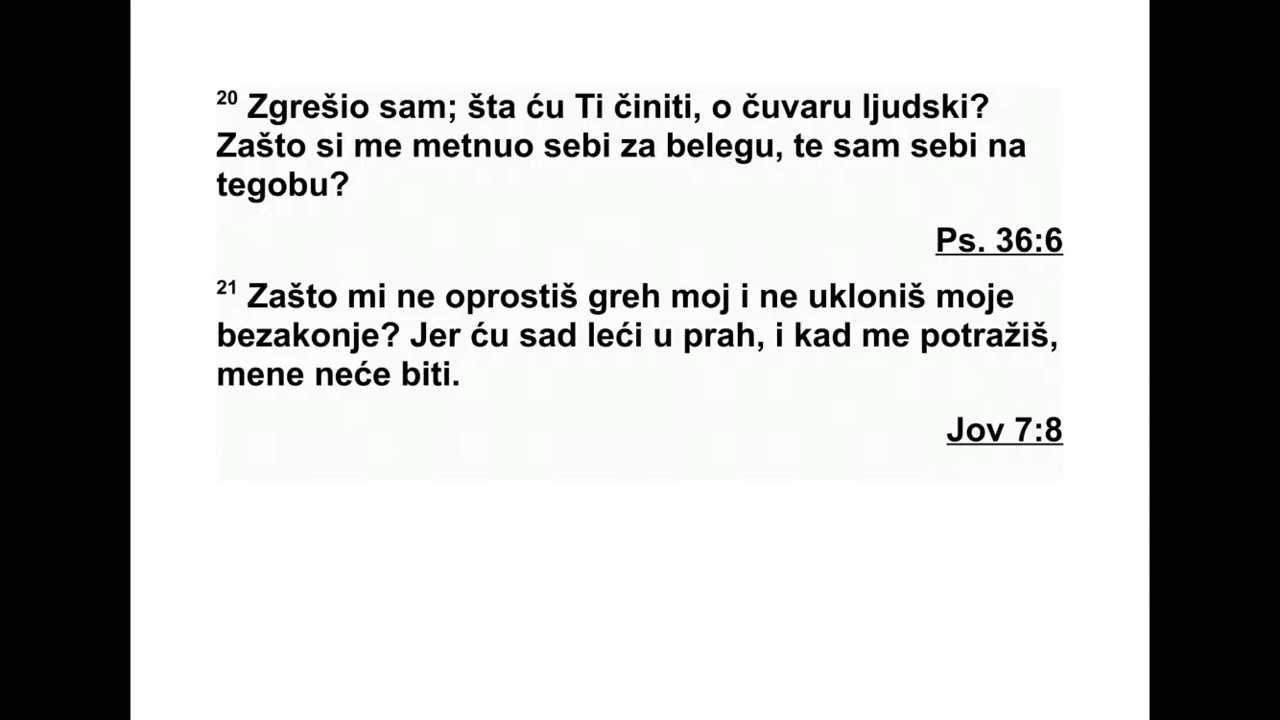 20 Zgrešio sam; šta ću Ti činiti, o čuvaru ljudski?
Zašto si me metnuo sebi za belegu, te sam sebi na
tegobu?
Ps. 36:6
21 Zašto mi ne oprostiš greh moj i ne ukloniš moje
bezakonje? Jer ću sad leći u prah, i kad me potražiš,
mene neće biti.
Jov 7:8